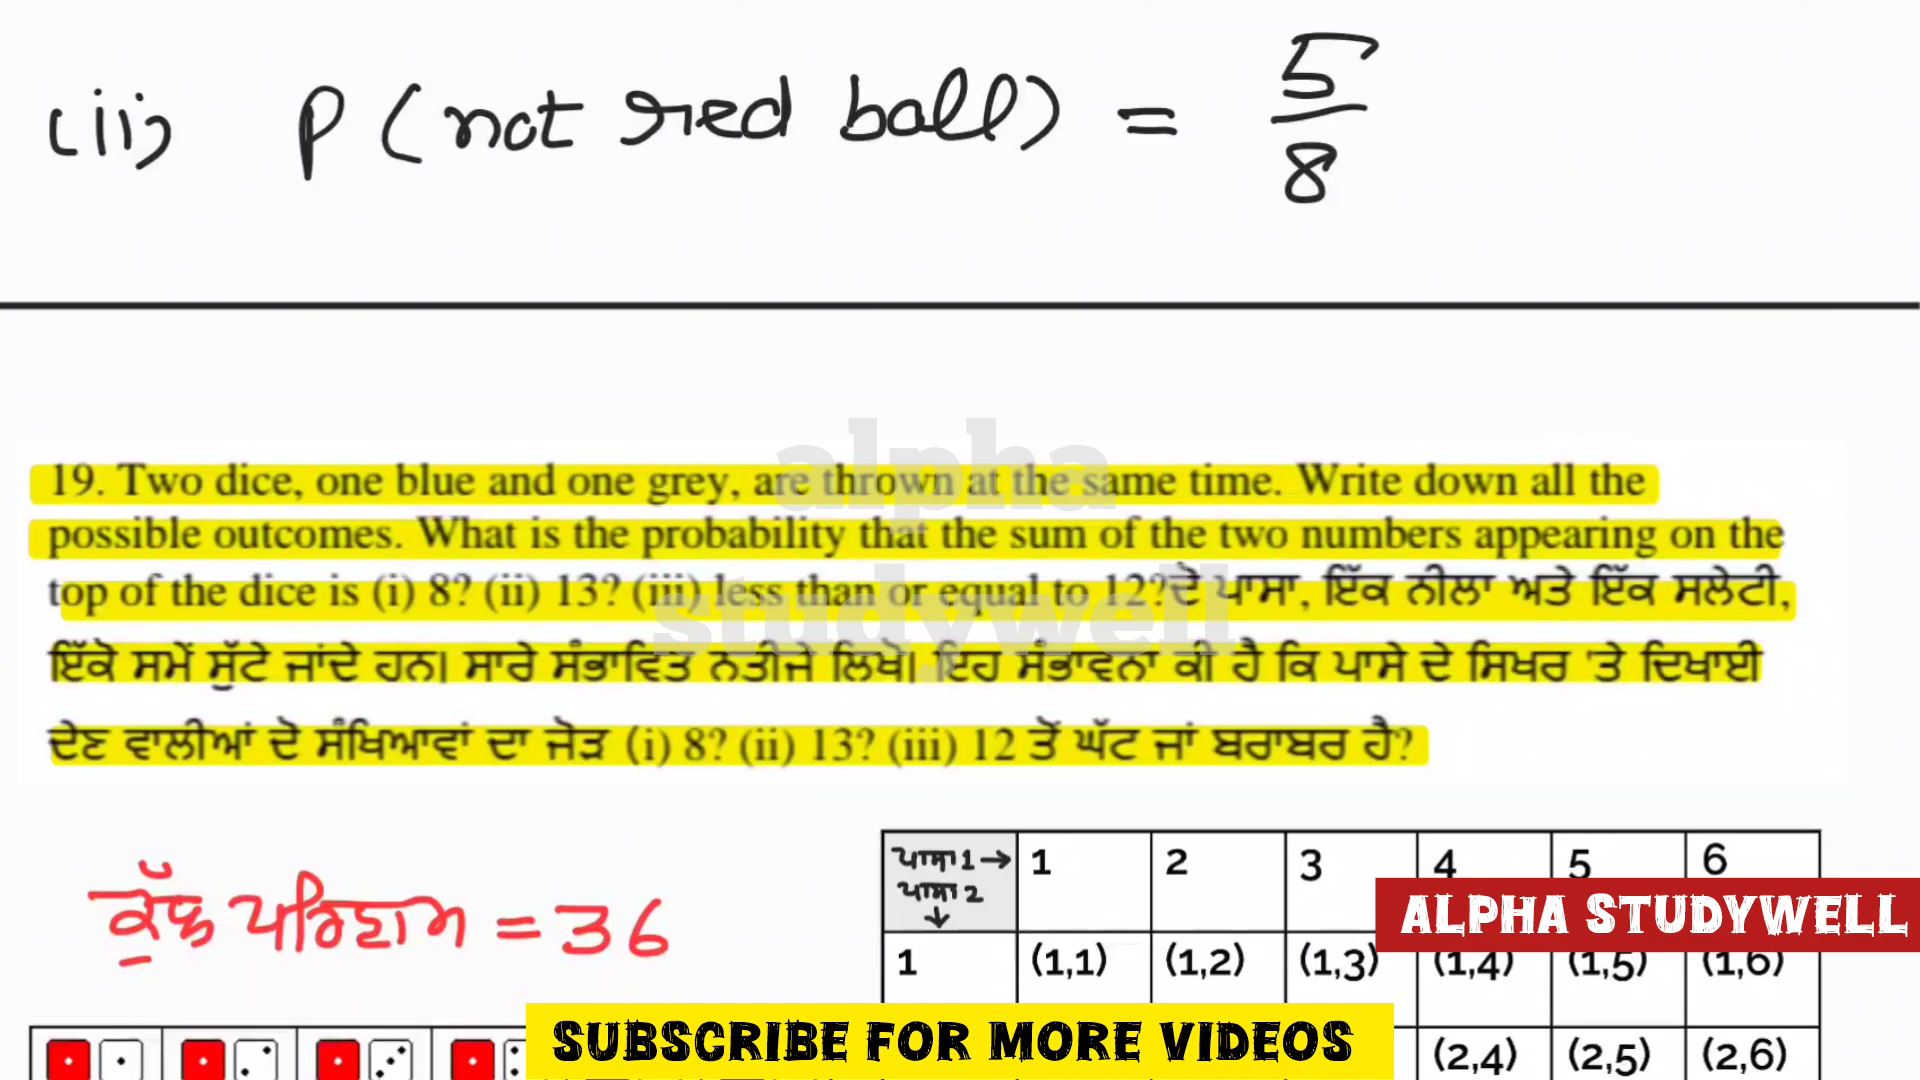 (ii) P (not red ball) = 5/8
alpha
studywell
19. Two dice, one blue and one grey, are thrown at the same time. Write down all the
possible outcomes. What is the probability that the sum of the two numbers appearing on the
top of the dice is (i) 8? (ii) 13? (iii) less than or equal to 12?ਦੋ ਪਾਸਾ, ਇੱਕ ਨੀਲਾ ਅਤੇ ਇੱਕ ਸਲੇਟੀ,
ਇੱਕੋ ਸਮੇਂ ਸੁੱਟੇ ਜਾਂਦੇ ਹਨ। ਸਾਰੇ ਸੰਭਾਵਿਤ ਨਤੀਜੇ ਲਿਖੋ। ਇਹ ਸੰਭਾਵਨਾ ਕੀ ਹੈ ਕਿ ਪਾਸੇ ਦੇ ਸਿਖਰ 'ਤੇ ਦਿਖਾਈ
ਦੇਣ ਵਾਲੀਆਂ ਦੋ ਸੰਖਿਆਵਾਂ ਦਾ ਜੋੜ (i) 8? (ii) 13? (iii) 12 ਤੋਂ ਘੱਟ ਜਾਂ ਬਰਾਬਰ ਹੈ?
ਕੁੱਲ ਪਰਿਣਾਮ = 36
ਪਾਸਾ 1→ 1 2 3 4 5 6
ਪਾਸਾ 2 ↓
ALPHA STUDYWELL
1 (1,1) (1,2) (1,3) (1,4) (1,5) (1,6)
SUBSCRIBE FOR MORE VIDEOS
(2,4) (2,5) (2,6)